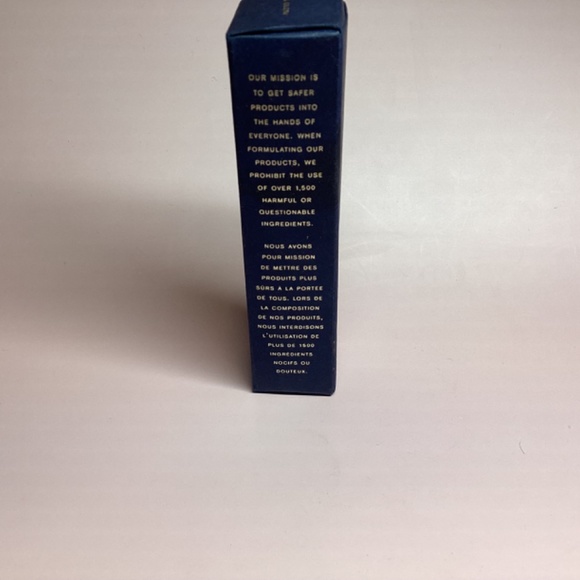 OUR MISSION IS
TO GET SAFER
PRODUCTS INTO
THE HANDS OF
EVERYONE. WHEN
FORMULATING OUR
PRODUCTS, WE
PROHIBIT THE USE
OF OVER 1,500
HARMFUL OR
QUESTIONABLE
INGREDIENTS.
NOUS AVONS
POUR MISSION
DE METTRE DES
PRODUITS PLUS
SÛRS A LA PORTEE
DE TOUS. LORS DE
LA COMPOSITION
DE NOS PRODUITS,
NOUS INTERDISONS
L'UTILISATION DE
PLUS DE 1500
INGREDIENTS
NOCIFS OU
DOUTEUX.